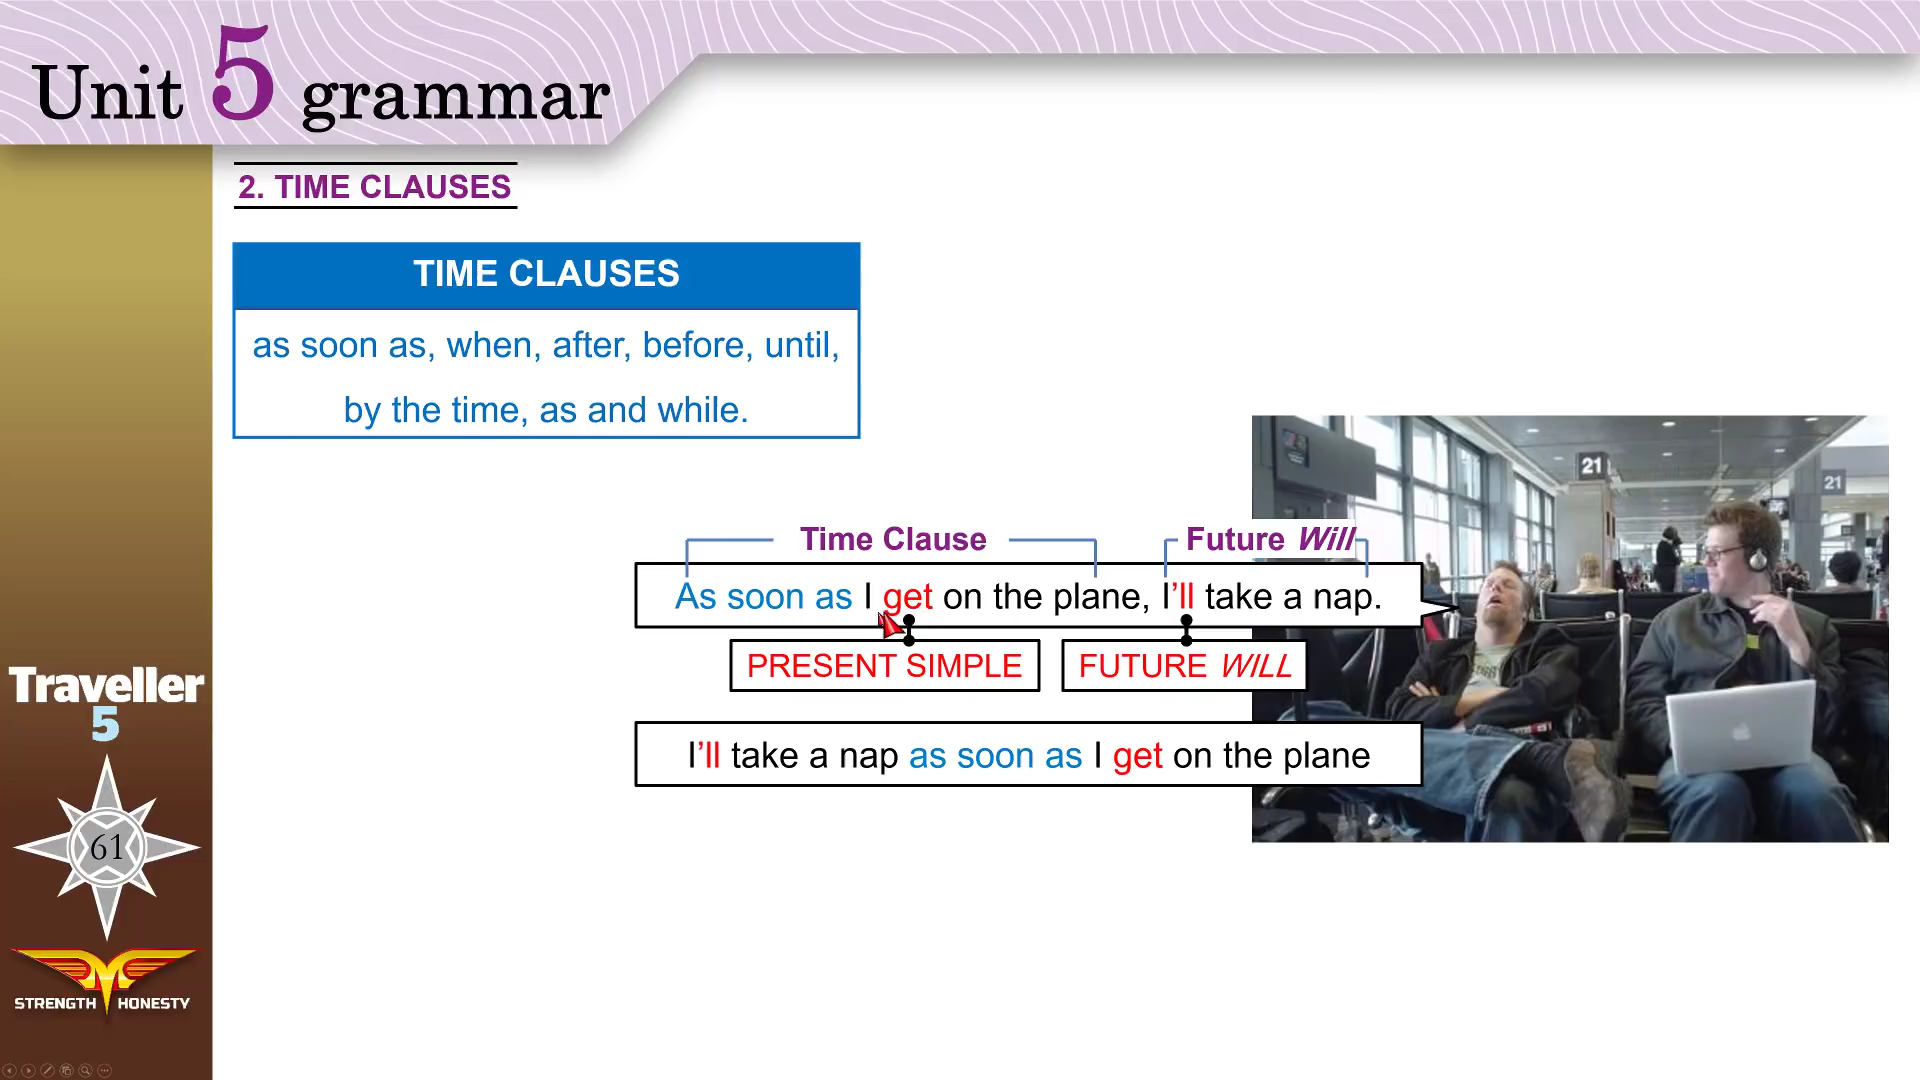 Unit 5 grammar
2. TIME CLAUSES
TIME CLAUSES
as soon as, when, after, before, until,
by the time, as and while.
Time Clause
Future Will
As soon as I get on the plane, I’ll take a nap.
PRESENT SIMPLE
FUTURE WILL
I’ll take a nap as soon as I get on the plane
21
21
Traveller
5
61
STRENGTH HONESTY